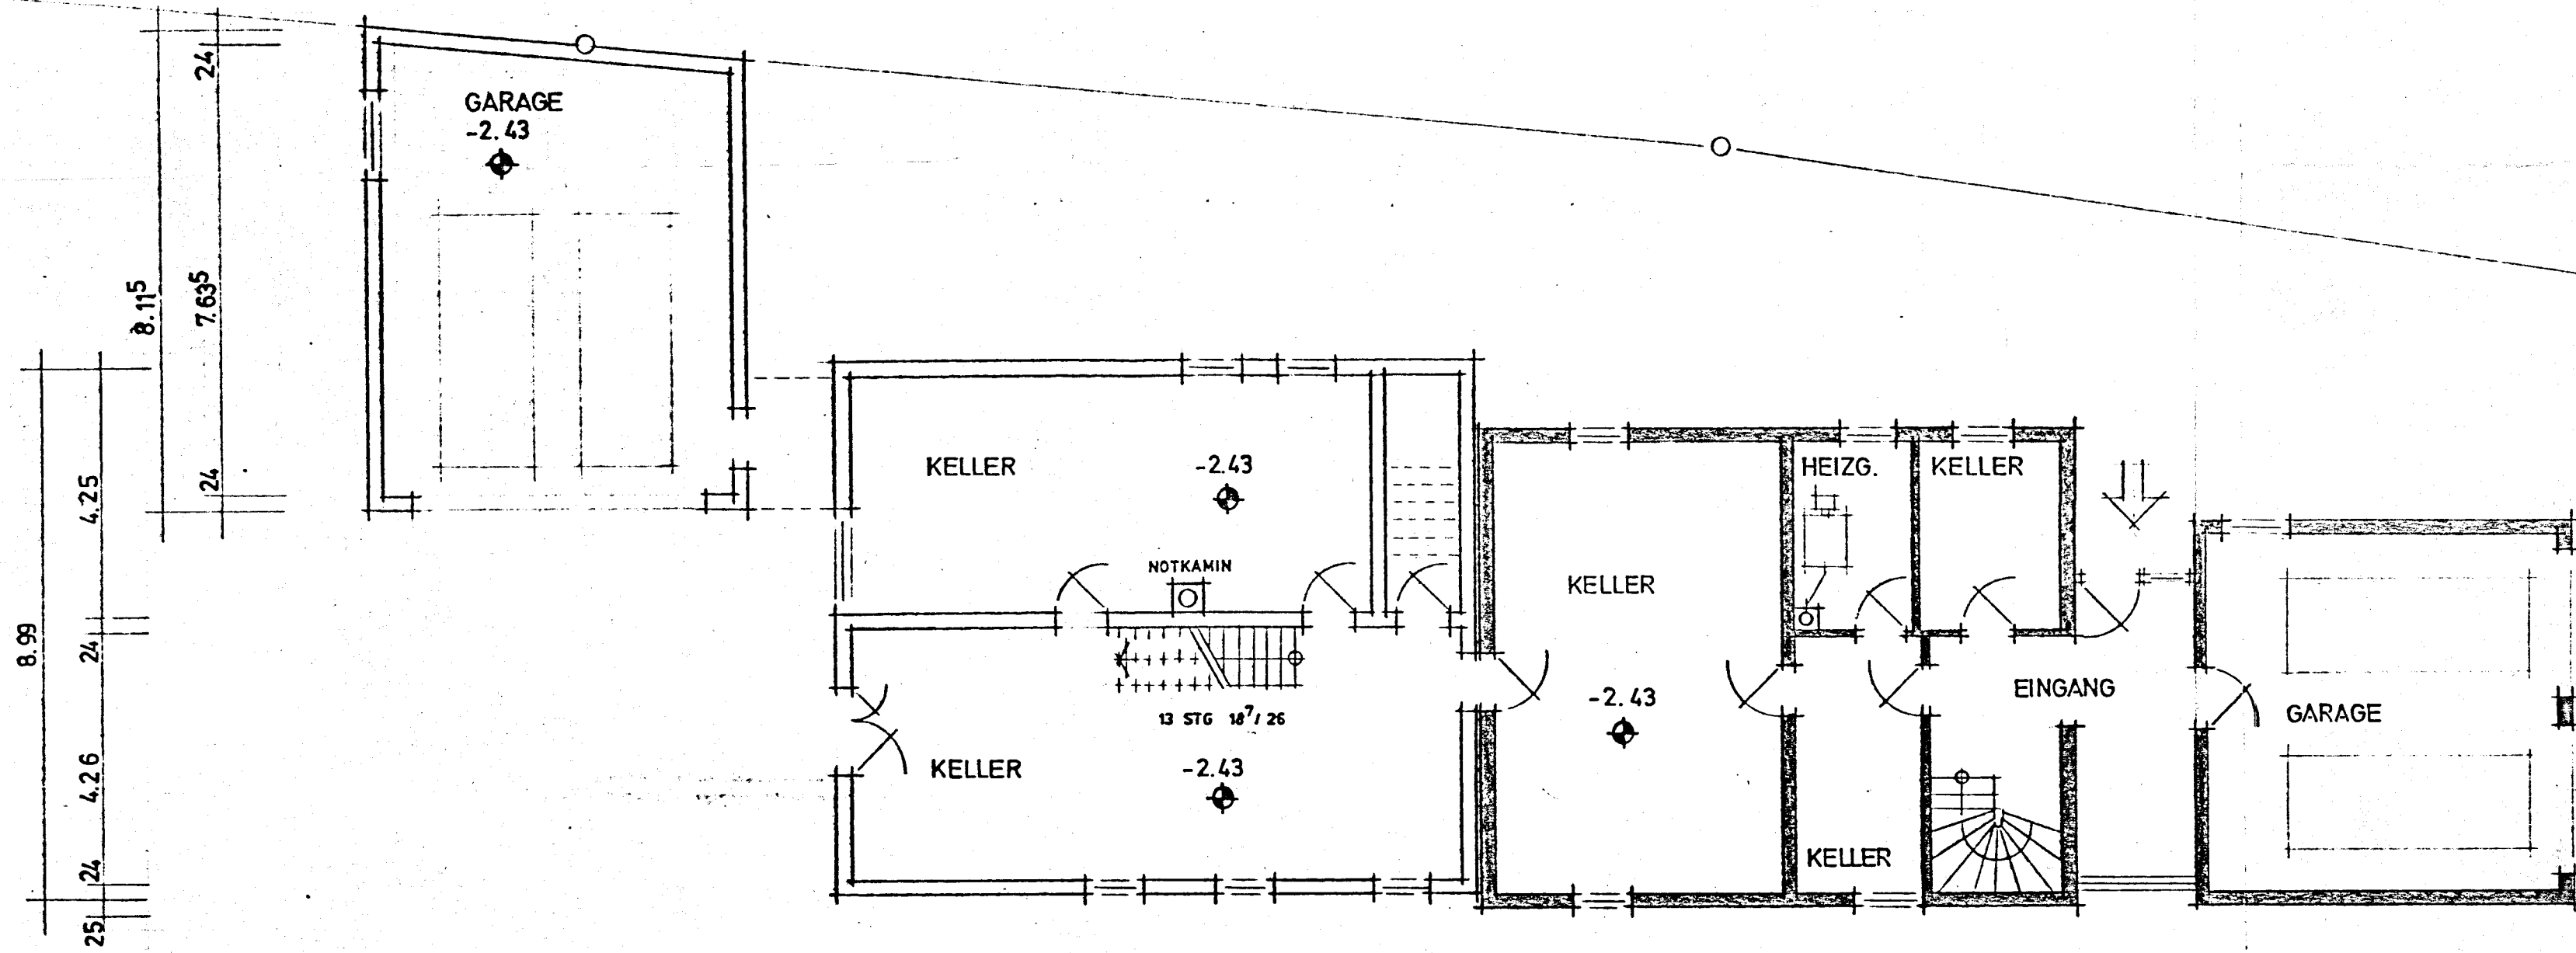 24
GARAGE
-2.43
8.11⁵
7.63⁵
24
4.25
KELLER
-2.43
HEIZG.
KELLER
NOTKAMIN
KELLER
8.99
24
EINGANG
-2.43
GARAGE
13 STG 18⁷/26
KELLER
-2.43
4.26
KELLER
24
25